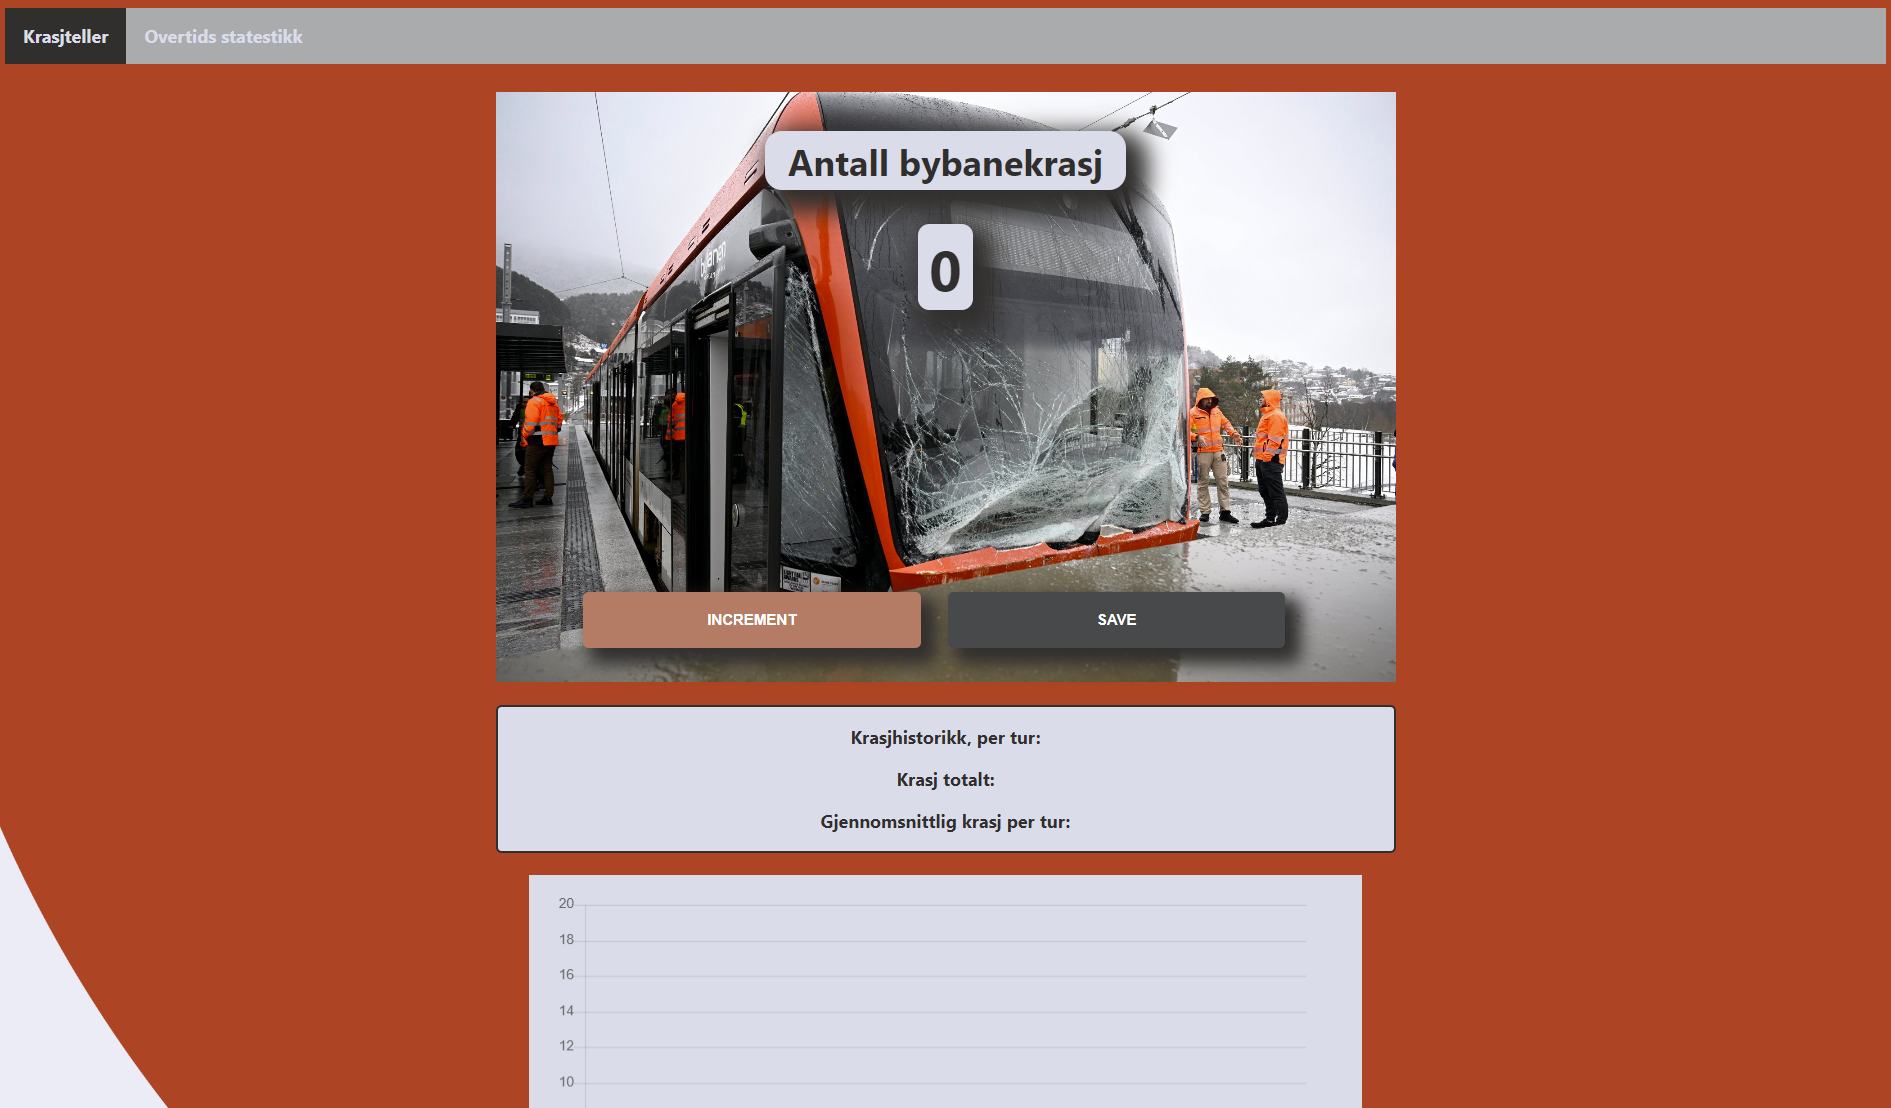 Krasjteller
Overtids statestikk
Antall bybanekrasj
0
INCREMENT
SAVE
Krasjhistorikk, per tur:
Krasj totalt:
Gjennomsnittlig krasj per tur:
20
18
16
14
12
10